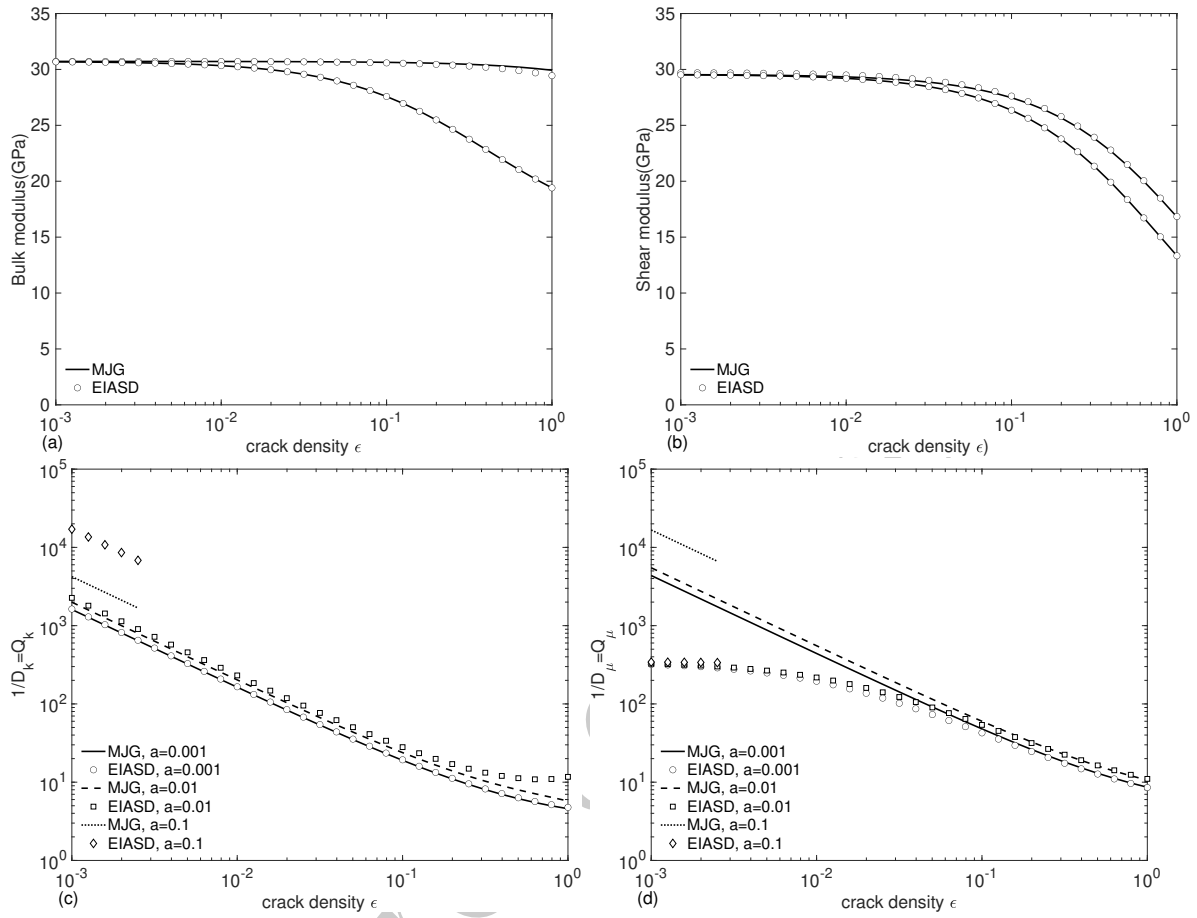 35
30
25
20
15
10
5
0
Bulk modulus(GPa)
MJG
EIASD
10^-3
10^-2
10^-1
10^0
(a)
crack density ϵ
35
30
25
20
15
10
5
0
Shear modulus(GPa)
MJG
EIASD
10^-3
10^-2
10^-1
10^0
(b)
crack density ϵ)
10^5
10^4
10^3
10^2
10^1
10^0
1/D_k=Q_k
MJG, a=0.001
EIASD, a=0.001
MJG, a=0.01
EIASD, a=0.01
MJG, a=0.1
EIASD, a=0.1
10^-3
10^-2
10^-1
10^0
(c)
crack density ϵ
10^5
10^4
10^3
10^2
10^1
10^0
1/D_μ=Q_μ
MJG, a=0.001
EIASD, a=0.001
MJG, a=0.01
EIASD, a=0.01
MJG, a=0.1
EIASD, a=0.1
10^-3
10^-2
10^-1
10^0
(d)
crack density ϵ